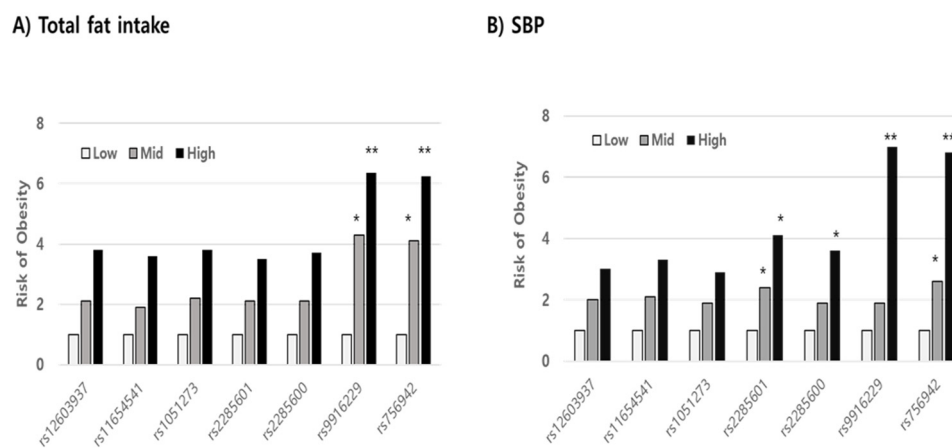 A) Total fat intake
8
6
4
2
0
Risk of Obesity
Low Mid High
* ** * **
rs12603937 rs11654541 rs1051273 rs2285601 rs2285600 rs9916229 rs756942
B) SBP
8
6
4
2
0
Risk of Obesity
Low Mid High
* * * ** * **
rs12603937 rs11654541 rs1051273 rs2285601 rs2285600 rs9916229 rs756942